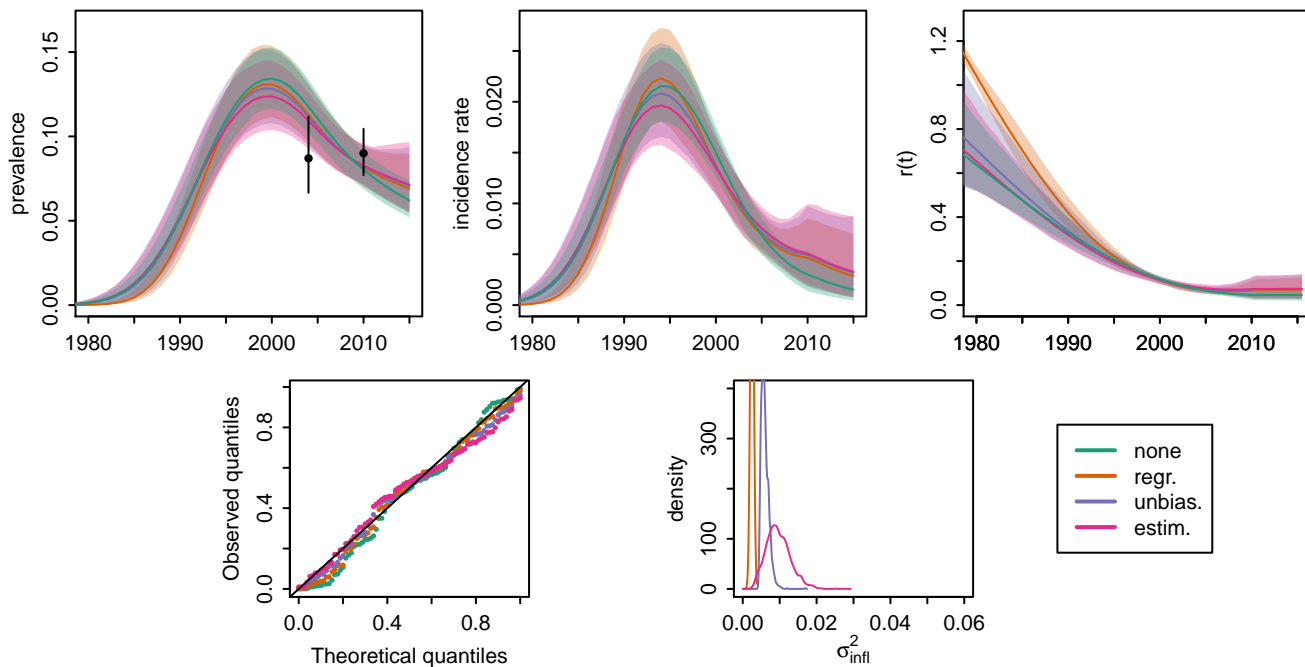 prevalence
0.00 0.05 0.10 0.15
1980 1990 2000 2010
incidence rate
0.000 0.010 0.020
1980 1990 2000 2010
r(t)
0.0 0.4 0.8 1.2
1980 1990 2000 2010
Observed quantiles
0.0 0.4 0.8
0.0 0.4 0.8
Theoretical quantiles
density
0 100 300
0.00 0.02 0.04 0.06
σ²infl
none
regr.
unbias.
estim.